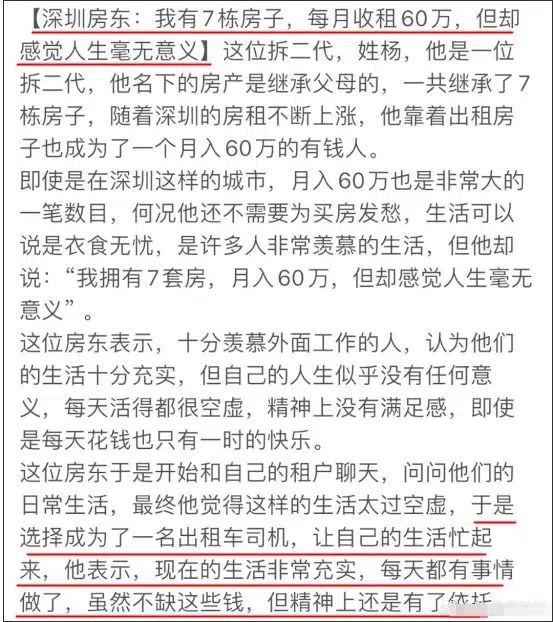 【深圳房东：我有7栋房子，每月收租60万，但却
感觉人生毫无意义】这位拆二代，姓杨，他是一位
拆二代，他名下的房产是继承父母的，一共继承了7
栋房子，随着深圳的房租不断上涨，他靠着出租房
子也成为了一个月入60万的有钱人。
即使是在深圳这样的城市，月入60万也是非常大的
一笔数目，何况他还不需要为买房发愁，生活可以
说是衣食无忧，是许多人非常羡慕的生活，但他却
说：“我拥有7套房，月入60万，但却感觉人生毫无
意义”。
这位房东表示，十分羡慕外面工作的人，认为他们
的生活十分充实，但自己的人生似乎没有任何意
义，每天活得都很空虚，精神上没有满足感，即使
是每天花钱也只有一时的快乐。
这位房东于是开始和自己的租户聊天，问问他们的
日常生活，最终他觉得这样的生活太过空虚，于是
选择成为了一名出租车司机，让自己的生活忙起
来，他表示，现在的生活非常充实，每天都有事情
做了，虽然不缺这些钱，但精神上还是有了依托